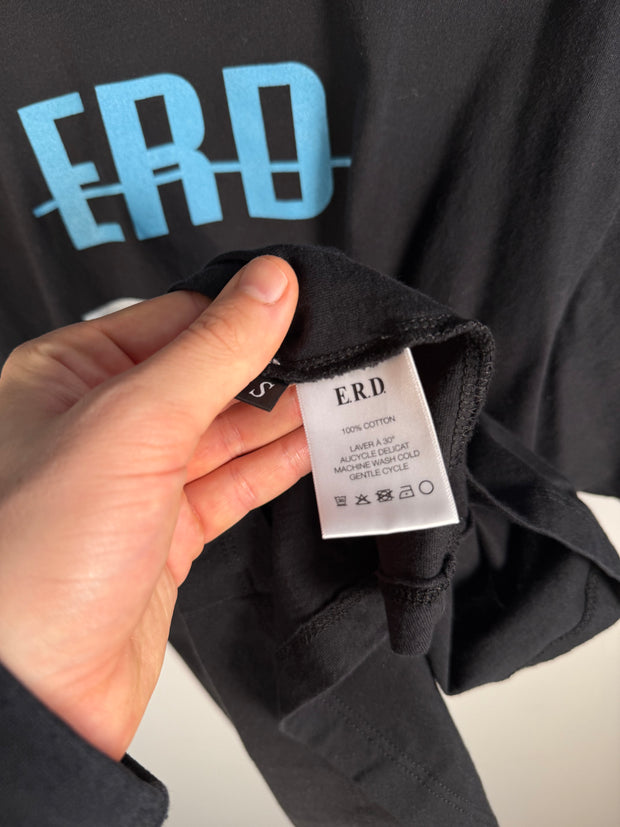 ERD
S
E.R.D.
100% COTTON
LAVER À 30°
AUCYCLE DELICAT
MACHINE WASH COLD
GENTLE CYCLE